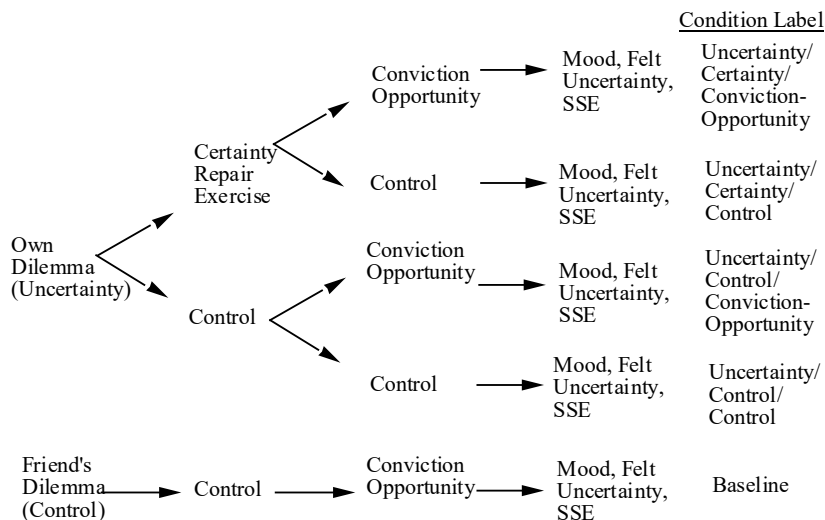 Condition Label
Conviction
Opportunity
Mood, Felt
Uncertainty,
SSE
Uncertainty/
Certainty/
Conviction-
Opportunity
Certainty
Repair
Exercise
Control
Mood, Felt
Uncertainty,
SSE
Uncertainty/
Certainty/
Control
Own
Dilemma
(Uncertainty)
Control
Conviction
Opportunity
Mood, Felt
Uncertainty,
SSE
Uncertainty/
Control/
Conviction-
Opportunity
Control
Mood, Felt
Uncertainty,
SSE
Uncertainty/
Control/
Control
Friend's
Dilemma
(Control)
Control
Conviction
Opportunity
Mood, Felt
Uncertainty,
SSE
Baseline